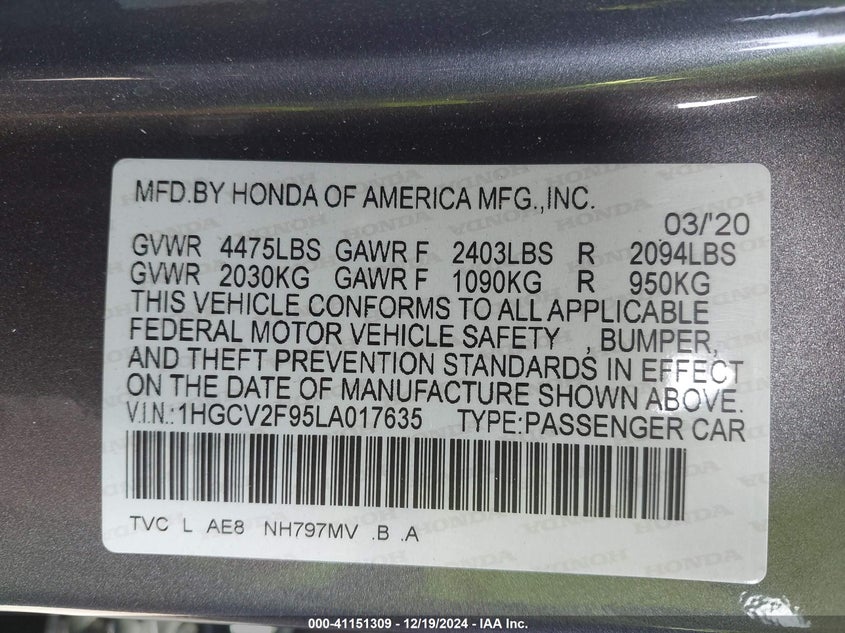 MFD.BY HONDA OF AMERICA MFG.,INC.
03/'20
GVWR 4475LBS GAWR F 2403LBS R 2094LBS
GVWR 2030KG GAWR F 1090KG R 950KG
THIS VEHICLE CONFORMS TO ALL APPLICABLE
FEDERAL MOTOR VEHICLE SAFETY , BUMPER,
AND THEFT PREVENTION STANDARDS IN EFFECT
ON THE DATE OF MANUFACTURE SHOWN ABOVE.
V.I.N.:1HGCV2F95LA017635 TYPE:PASSENGER CAR
TVC L AE8 NH797MV .B .A
000-41151309 - 12/19/2024 - IAA Inc.